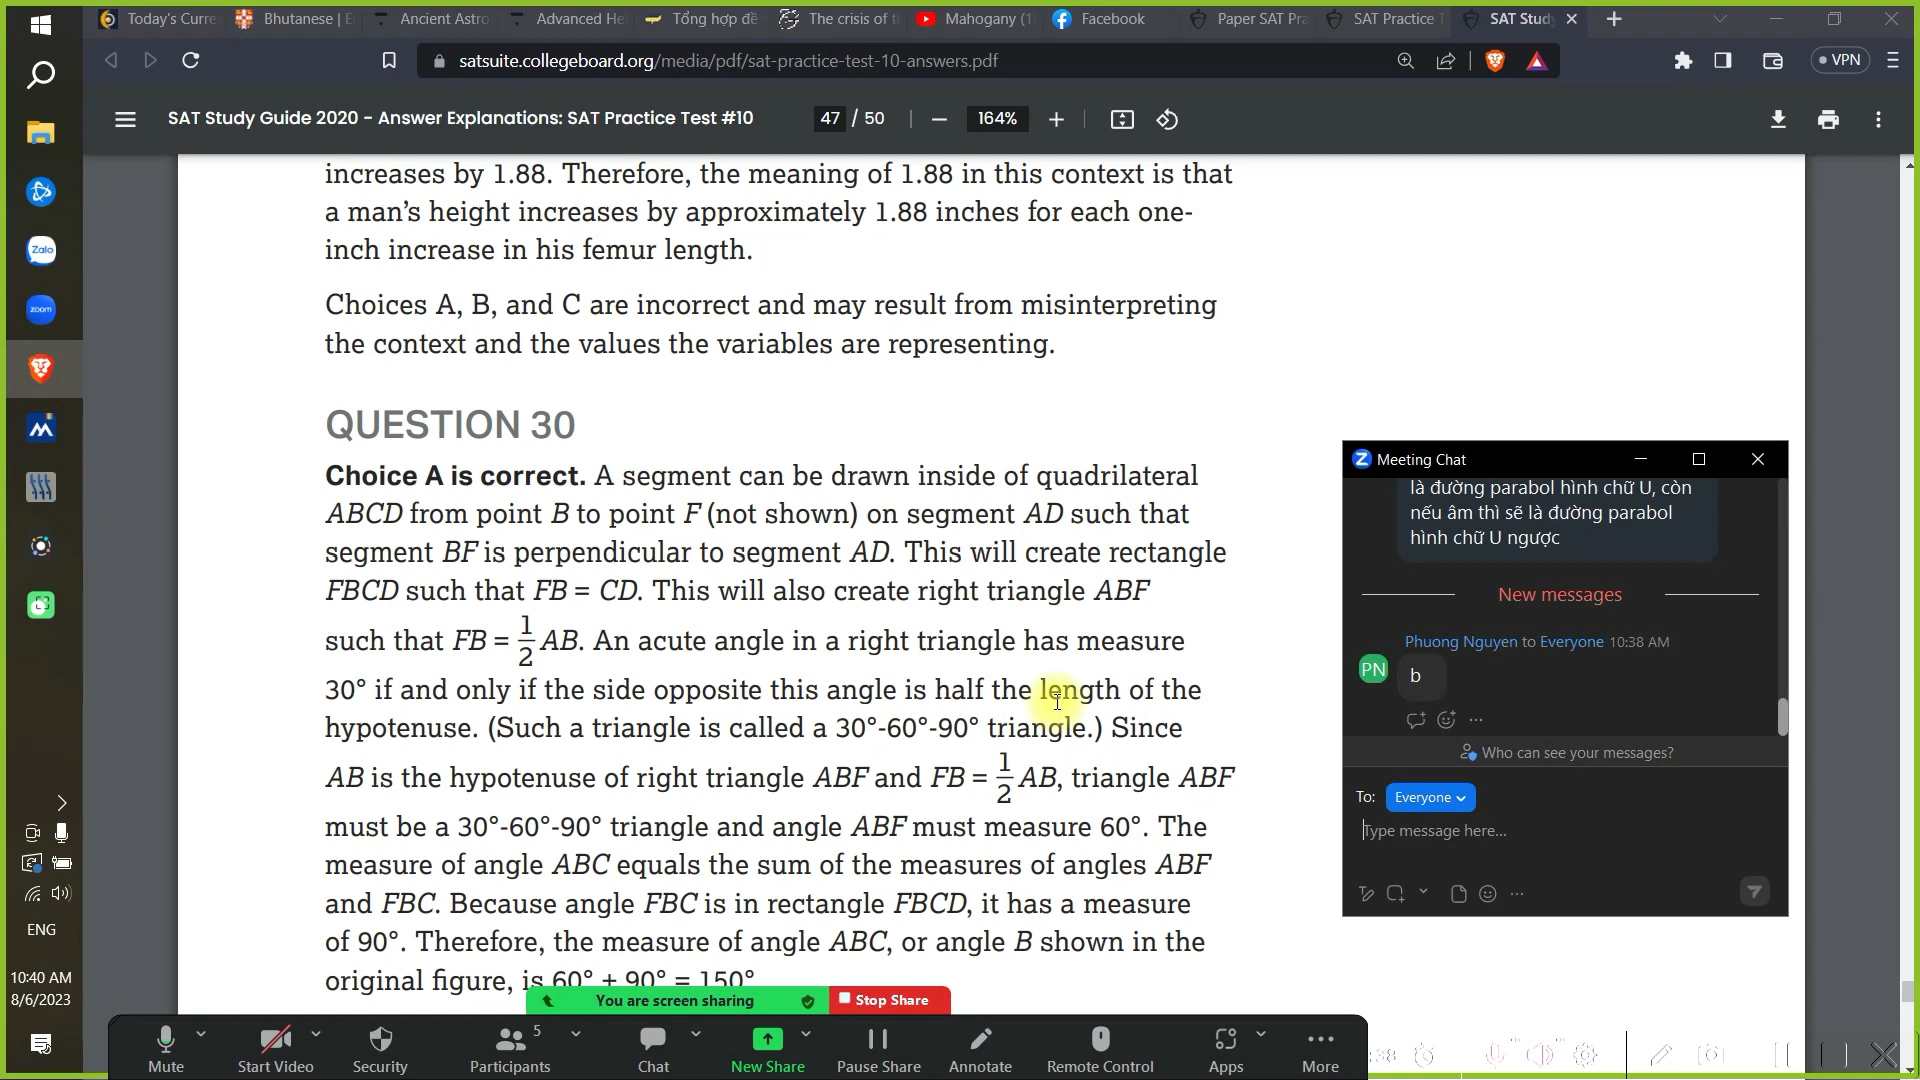 Today's Curre
Bhutanese | E
Ancient Astro
Advanced He
Tổng hợp đề
The crisis of t
Mahogany (1
Facebook
Paper SAT Pra
SAT Practice T
SAT Stud
satsuite.collegeboard.org/media/pdf/sat-practice-test-10-answers.pdf
VPN
SAT Study Guide 2020 - Answer Explanations: SAT Practice Test #10
47 / 50
164%
increases by 1.88. Therefore, the meaning of 1.88 in this context is that
a man's height increases by approximately 1.88 inches for each one-
inch increase in his femur length.
Choices A, B, and C are incorrect and may result from misinterpreting
the context and the values the variables are representing.
QUESTION 30
Choice A is correct. A segment can be drawn inside of quadrilateral
ABCD from point B to point F (not shown) on segment AD such that
segment BF is perpendicular to segment AD. This will create rectangle
FBCD such that FB = CD. This will also create right triangle ABF
such that FB = 1/2 AB. An acute angle in a right triangle has measure
30° if and only if the side opposite this angle is half the length of the
hypotenuse. (Such a triangle is called a 30°-60°-90° triangle.) Since
AB is the hypotenuse of right triangle ABF and FB = 1/2 AB, triangle ABF
must be a 30°-60°-90° triangle and angle ABF must measure 60°. The
measure of angle ABC equals the sum of the measures of angles ABF
and FBC. Because angle FBC is in rectangle FBCD, it has a measure
of 90°. Therefore, the measure of angle ABC, or angle B shown in the
original figure, is 60° + 90° = 150°
Meeting Chat
là đường parabol hình chữ U, còn
nếu âm thì sẽ là đường parabol
hình chữ U ngược
New messages
Phuong Nguyen to Everyone 10:38 AM
PN
b
Who can see your messages?
To: Everyone
Type message here...
Zalo
zoom
ENG
10:40 AM
8/6/2023
You are screen sharing
Stop Share
Mute
Start Video
Security
5
Participants
Chat
New Share
Pause Share
Annotate
Remote Control
Apps
More
:38